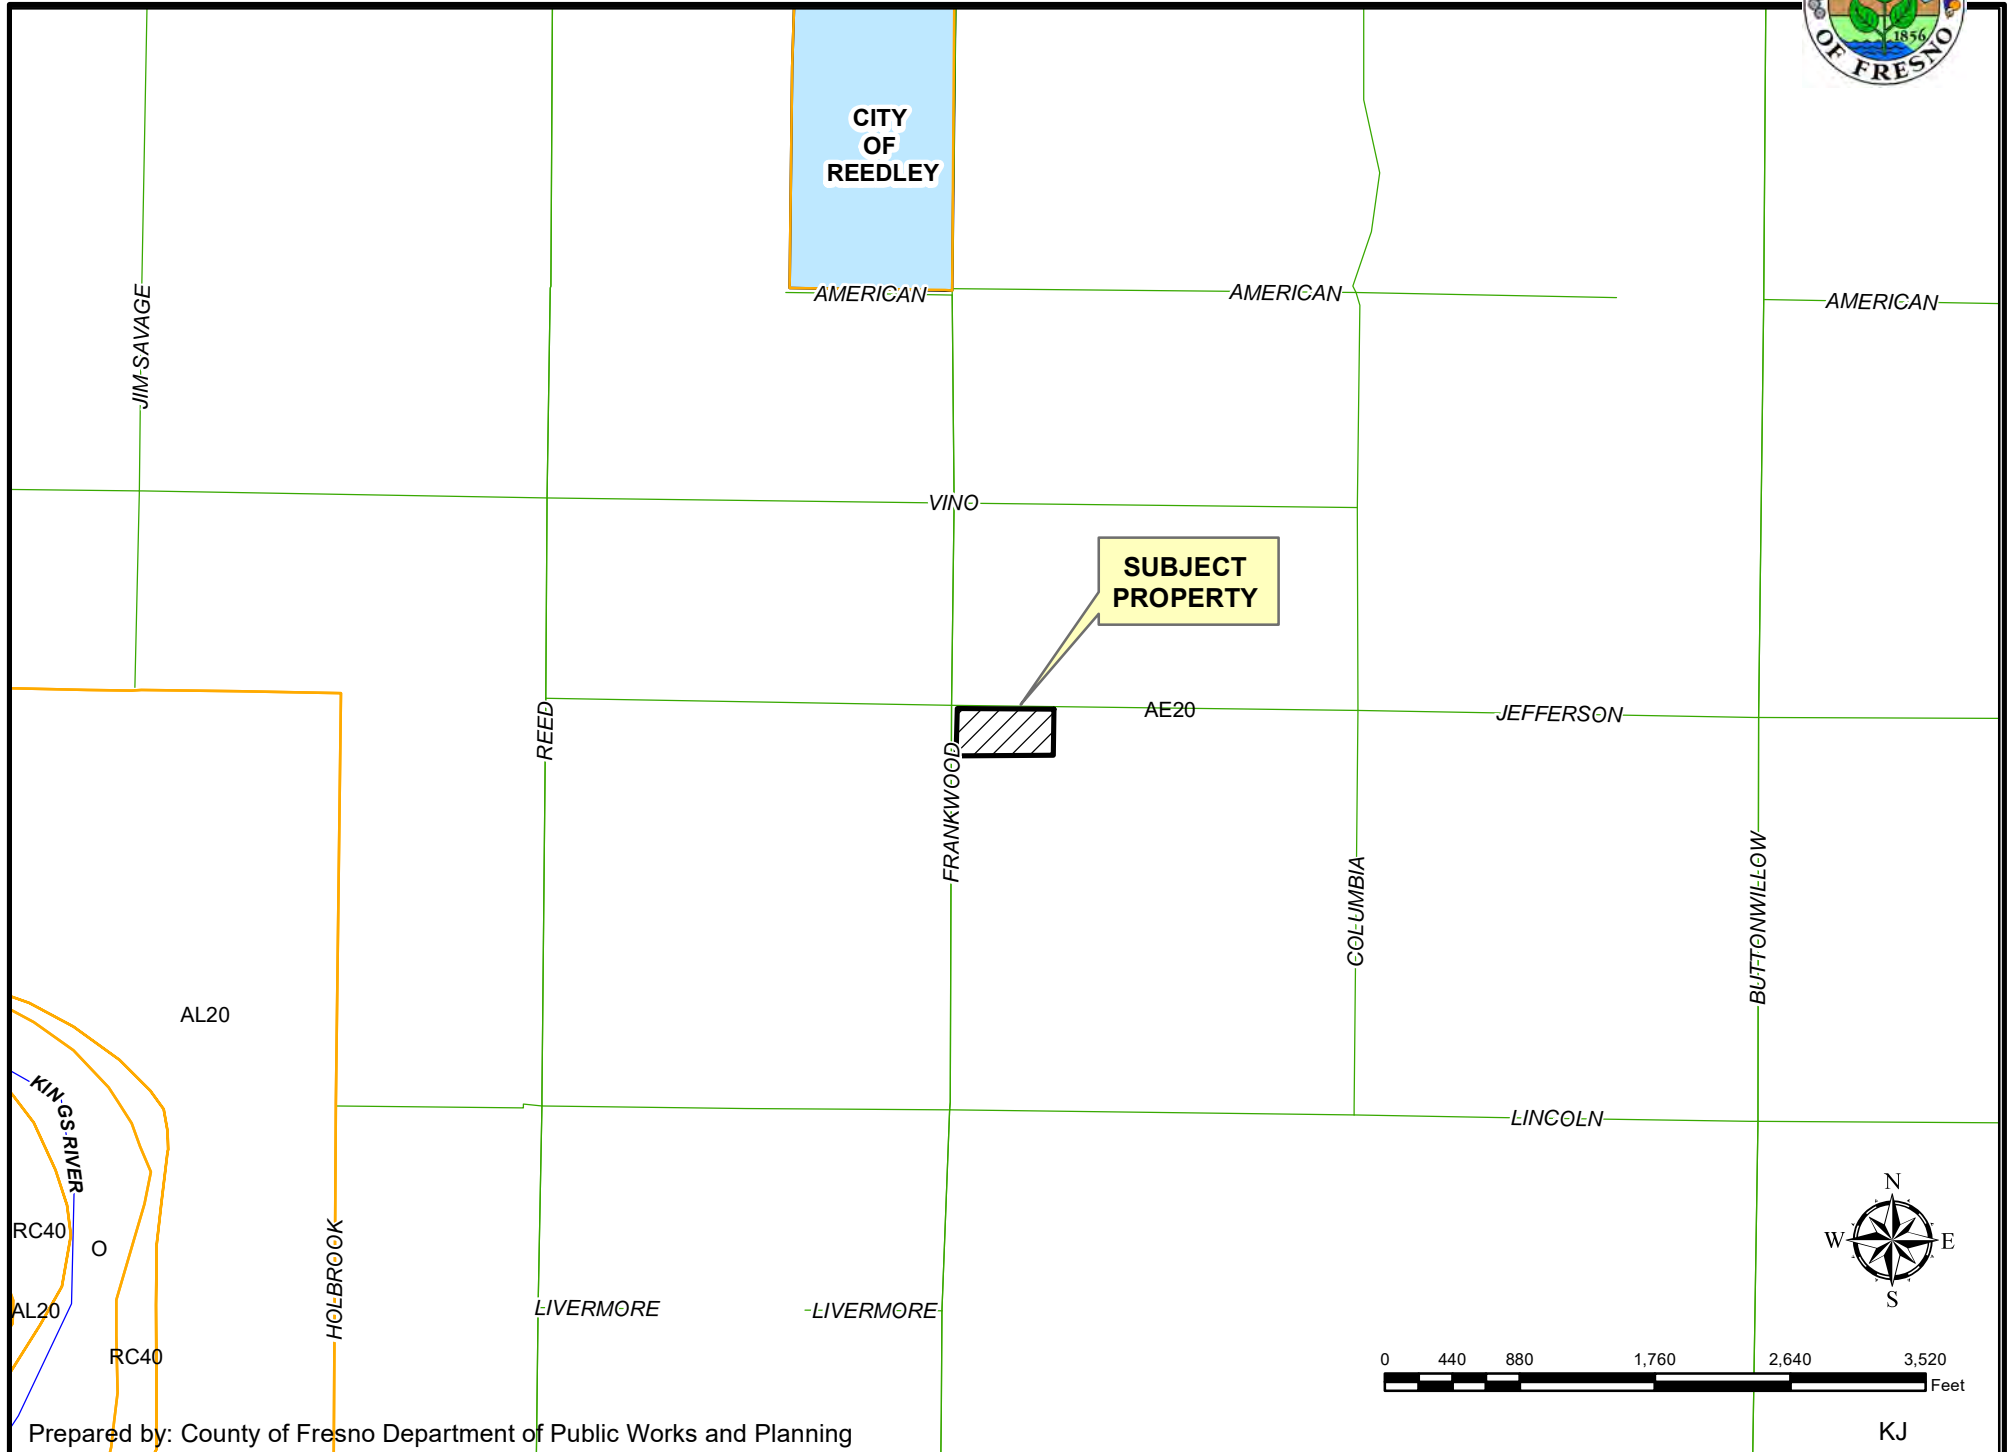 1856
OF FRESNO
CITY
OF
REEDLEY
AMERICAN
AMERICAN
AMERICAN
JIM SAVAGE
VINO
SUBJECT
PROPERTY
AE20
JEFFERSON
REED
FRANKWOOD
COLUMBIA
BUTTONWILLOW
AL20
KINGS RIVER
LINCOLN
RC40
O
HOLBROOK
AL20
LIVERMORE
LIVERMORE
RC40
N
W E
S
0 440 880 1,760 2,640 3,520
Feet
Prepared by: County of Fresno Department of Public Works and Planning
KJ